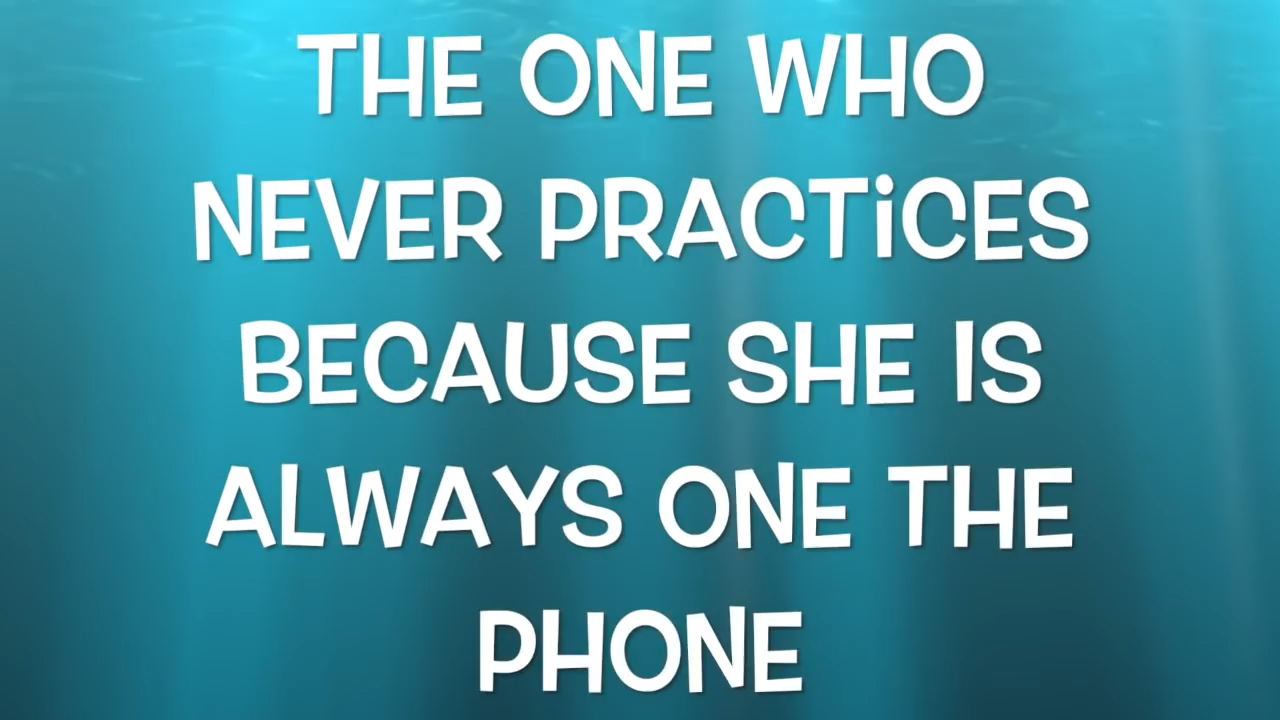 THE ONE WHO
NEVER PRACTiCES
BECAUSE SHE IS
ALWAYS ONE THE
PHONE